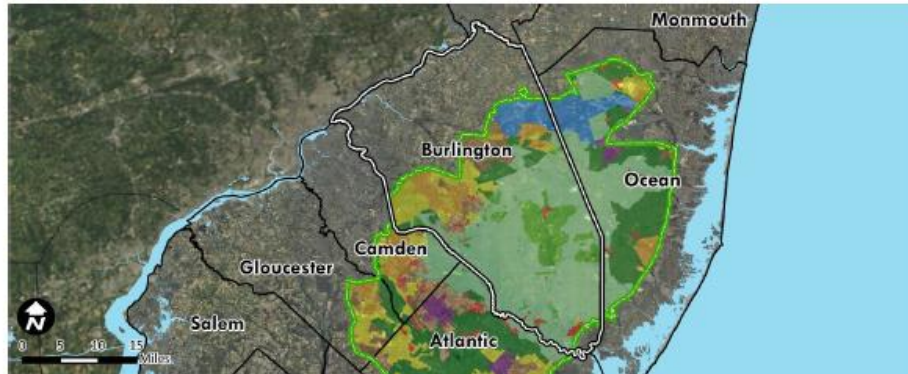 Monmouth
Burlington
Ocean
Camden
Gloucester
Salem
Atlantic
N
0 5 10 15
Miles